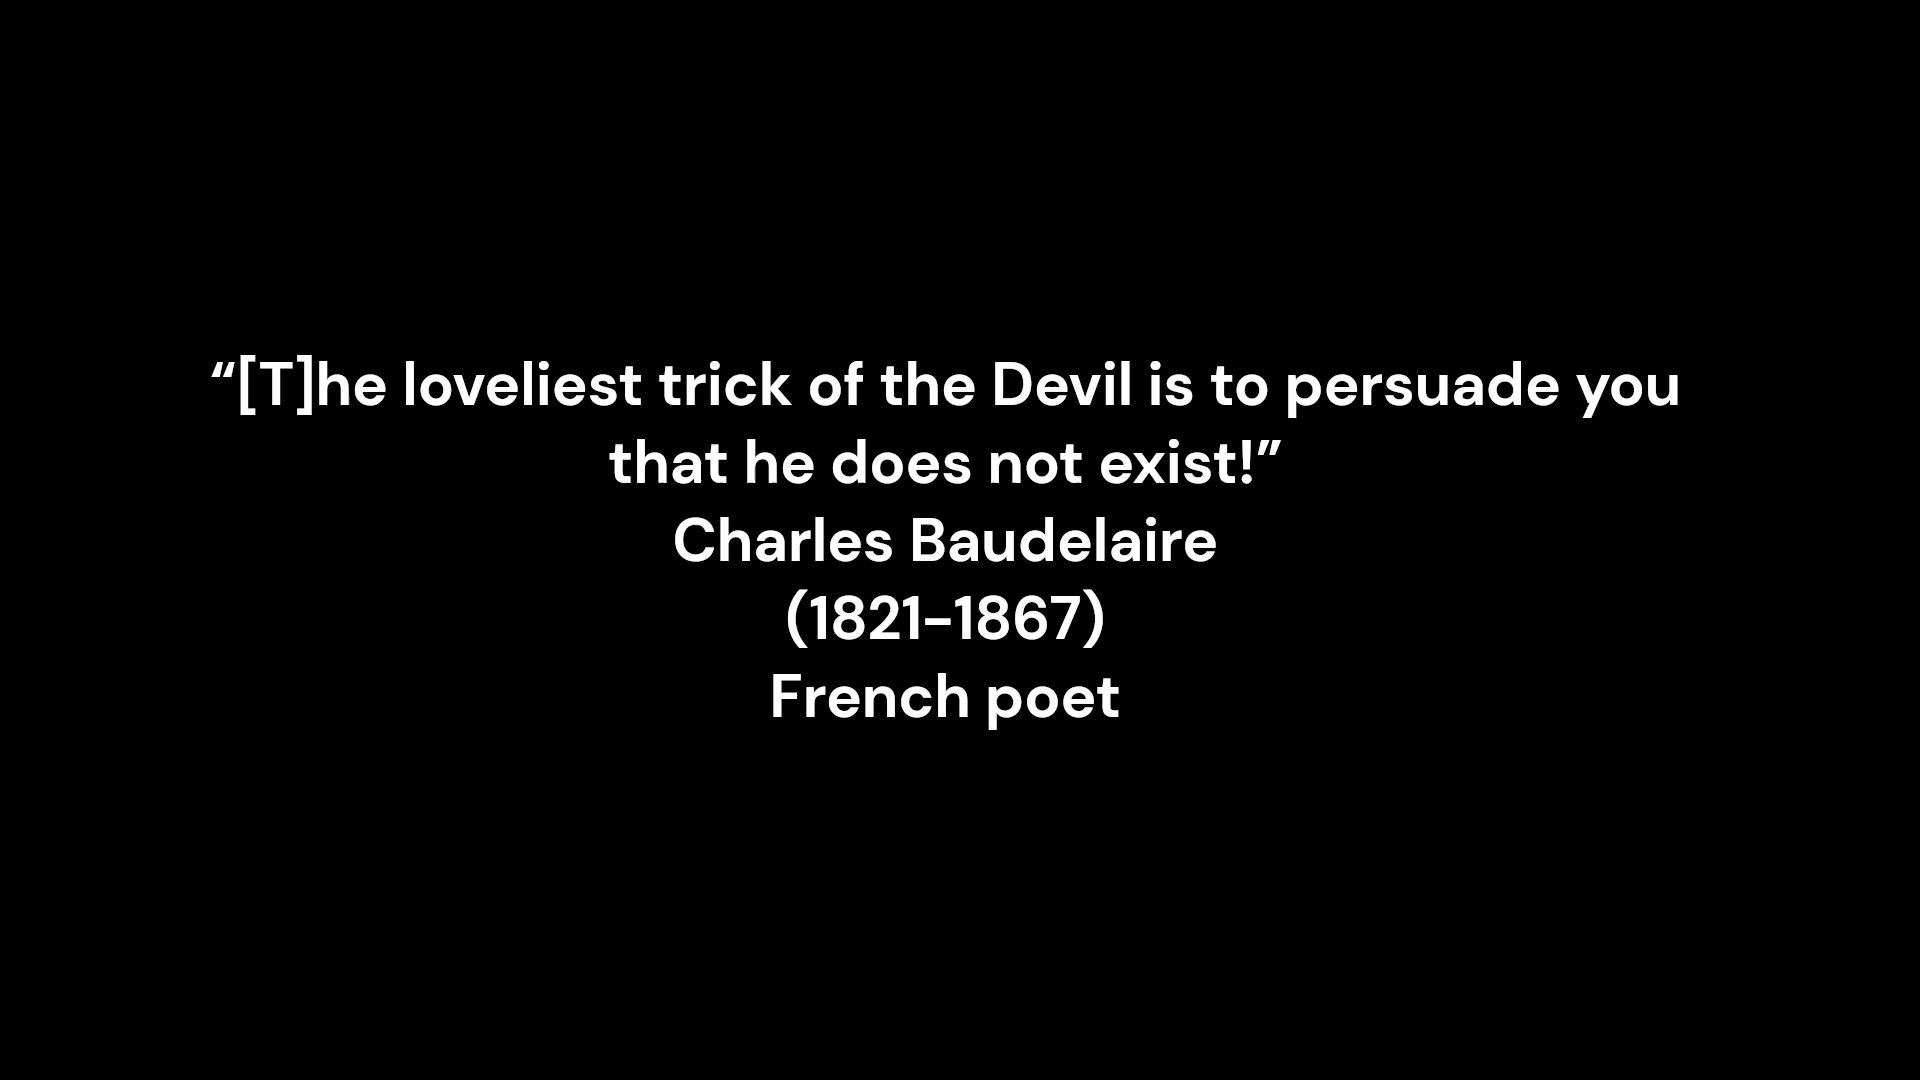 “[T]he loveliest trick of the Devil is to persuade you
that he does not exist!”
Charles Baudelaire
(1821–1867)
French poet